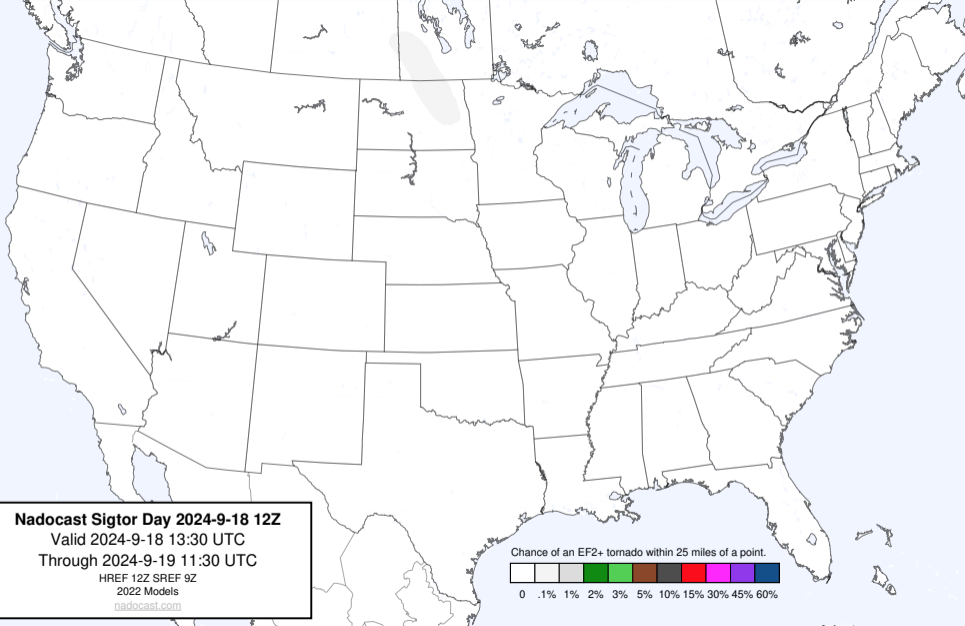 Nadocast Sigtor Day 2024-9-18 12Z
Valid 2024-9-18 13:30 UTC
Through 2024-9-19 11:30 UTC
HREF 12Z SREF 9Z
2022 Models
nadocast.com
Chance of an EF2+ tornado within 25 miles of a point.
0 .1% 1% 2% 3% 5% 10% 15% 30% 45% 60%